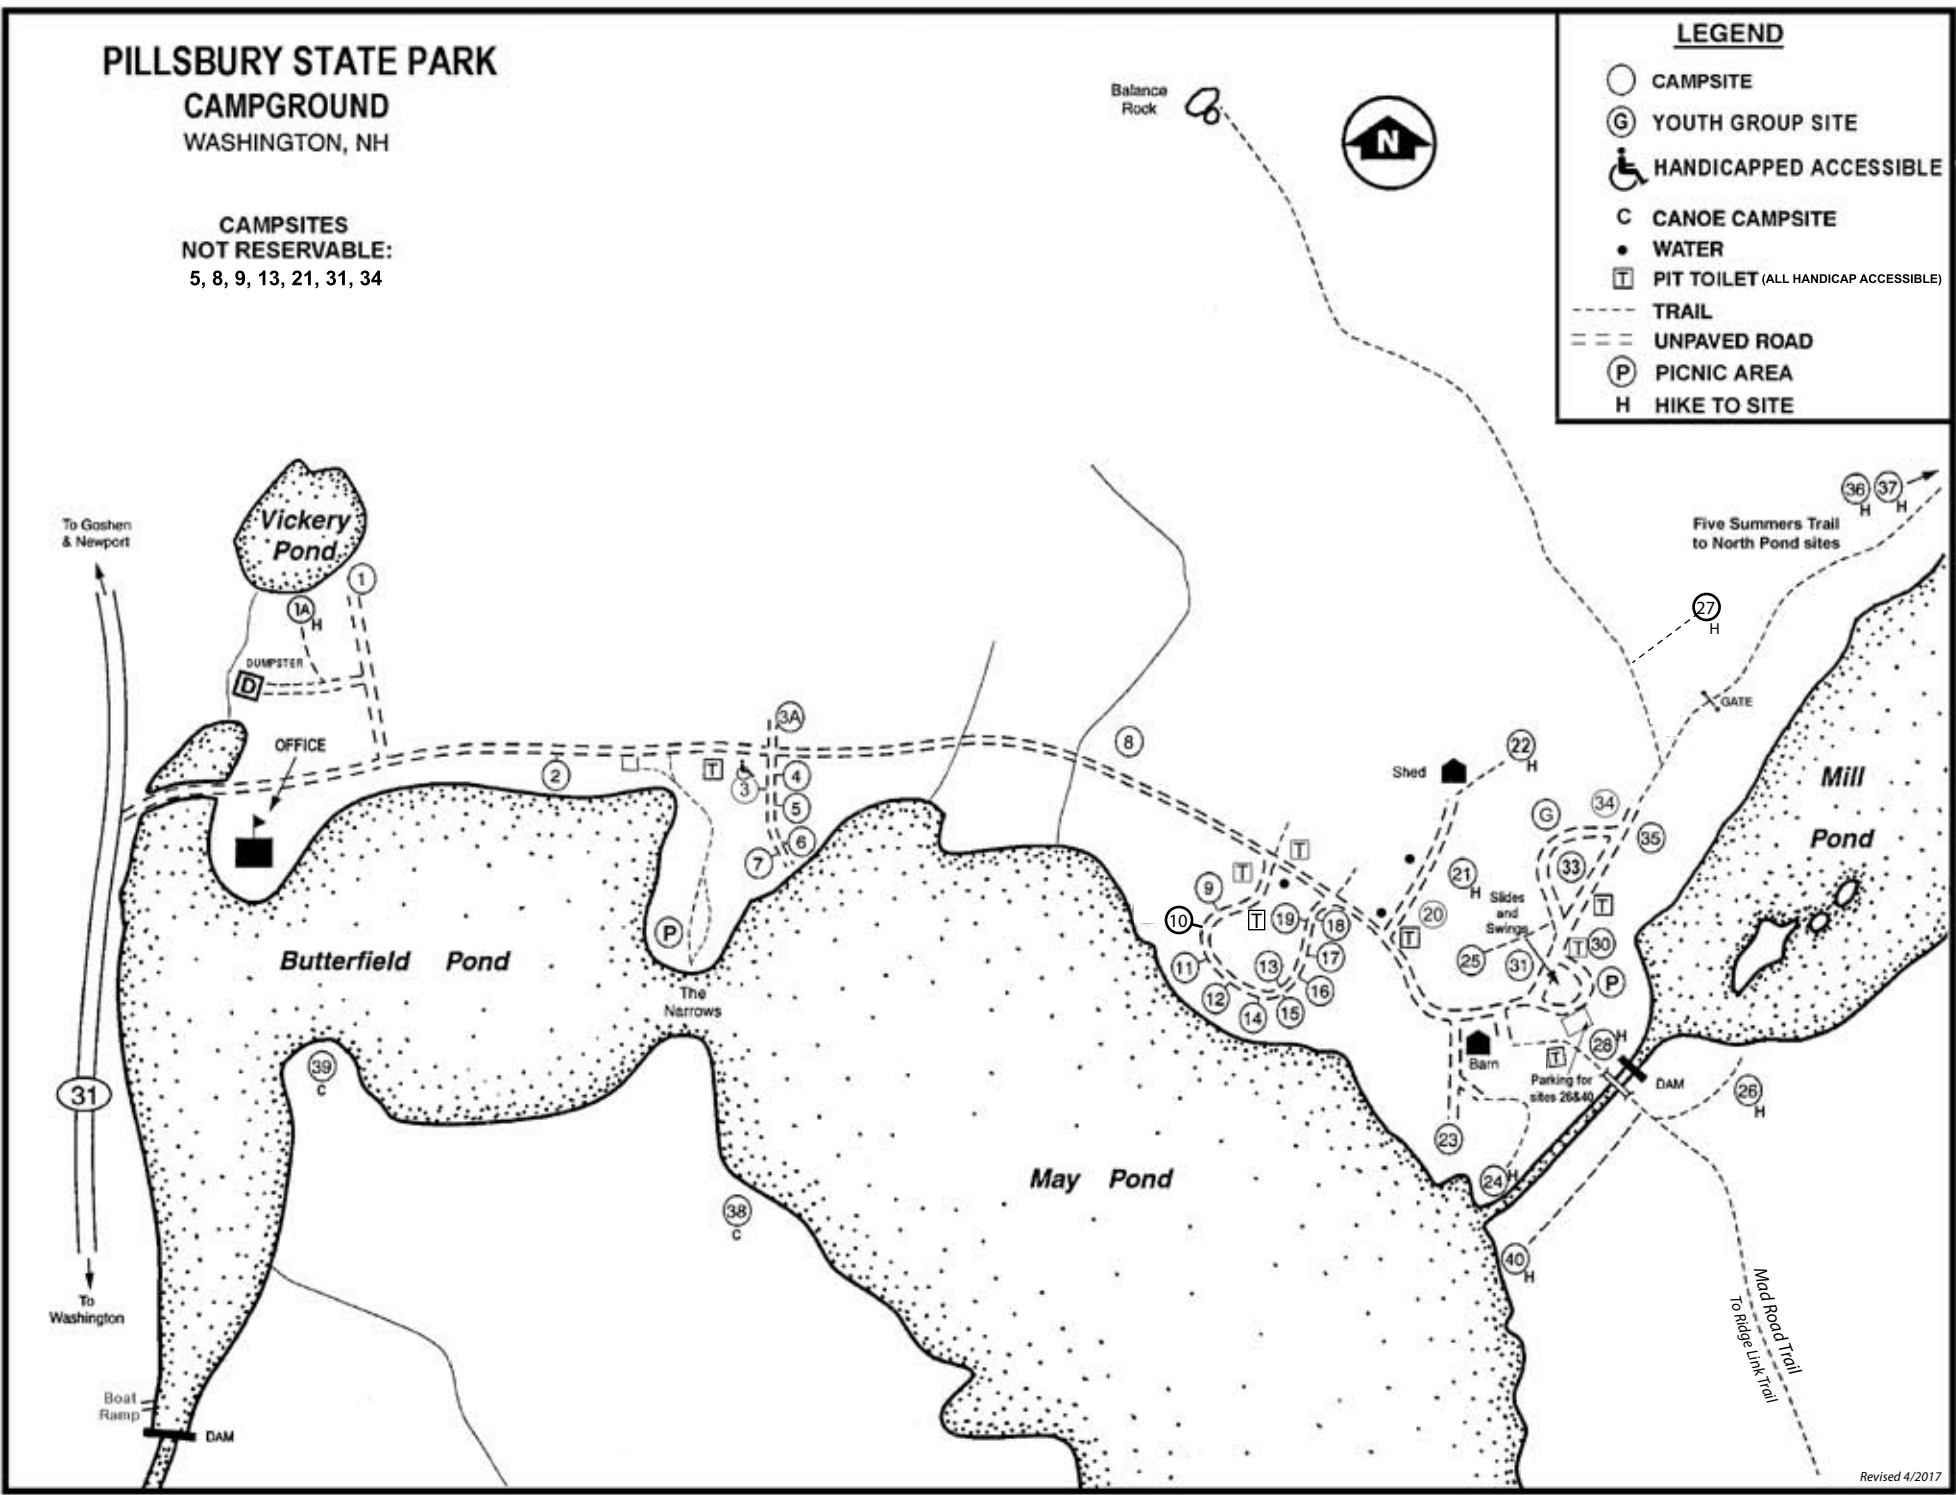 PILLSBURY STATE PARK
CAMPGROUND
WASHINGTON, NH
CAMPSITES
NOT RESERVABLE:
5, 8, 9, 13, 21, 31, 34
LEGEND
CAMPSITE
G YOUTH GROUP SITE
HANDICAPPED ACCESSIBLE
C CANOE CAMPSITE
WATER
T PIT TOILET (ALL HANDICAP ACCESSIBLE)
TRAIL
UNPAVED ROAD
P PICNIC AREA
H HIKE TO SITE
Balance
Rock
N
36 H 37 H
Five Summers Trail
to North Pond sites
To Goshen
& Newport
Vickery
Pond
1
1A H
DUMPSTER
D
27 H
GATE
OFFICE
2
T
3
3A
4
5
6
7
8
Shed
22 H
Mill
Pond
G
34
35
33
T
T
T
9
10
T
11
12
13
14
15
16
17
18
19
20
21 H
T
Slides
and
Swings
25
31
T
30
P
P
Butterfield Pond
The
Narrows
Barn
T
28 H
Parking for
sites 26&40
DAM
26 H
39 C
31
23
24 H
May Pond
38 C
40 H
Mad Road Trail
To Ridge Link Trail
To
Washington
Boat
Ramp
DAM
Revised 4/2017